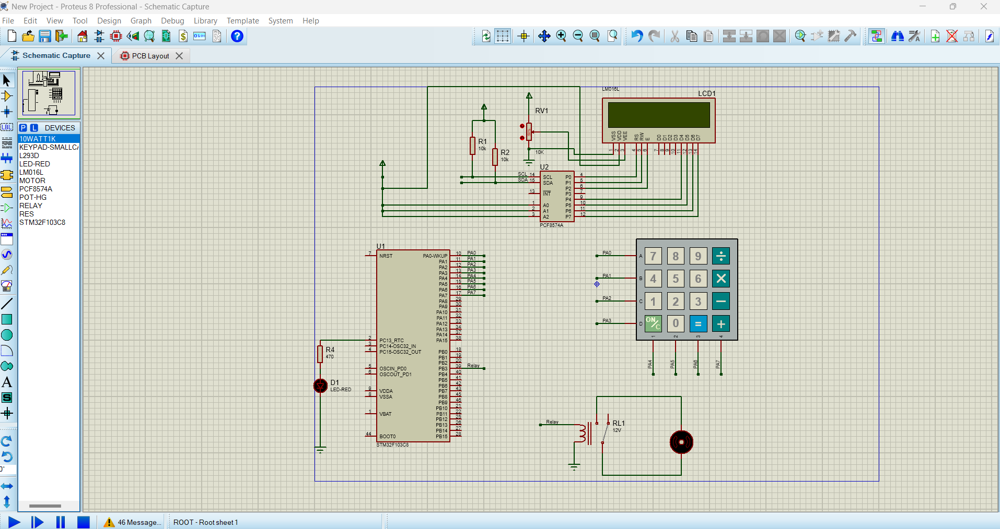 New Project - Proteus 8 Professional - Schematic Capture
File Edit View Tool Design Graph Debug Library Template System Help
Schematic Capture
PCB Layout
P L DEVICES
10WATT1K
KEYPAD-SMALLCA
L293D
LED-RED
LM016L
MOTOR
PCF8574A
POT-HG
RELAY
RES
STM32F103C8
LBL
A
S
0°
LM016L
LCD1
VSS VDD VEE RS RW E D0 D1 D2 D3 D4 D5 D6 D7
1 2 3 4 5 6 7 8 9 10 11 12 13 14
RV1
50%
10K
R1
10k
R2
10k
U2
SCL 14 SCL P0 4
SDA 15 SDA P1 5
P2 6
13 INT P3 7
P4 9
1 A0 P5 10
2 A1 P6 11
3 A2 P7 12
PCF8574A
U1
7 NRST PA0-WKUP 10 PA0
PA1 11 PA1
PA2 12 PA2
PA3 13 PA3
PA4 14 PA4
PA5 15 PA5
PA6 16 PA6
PA7 17 PA7
PA8 29
PA9 30
PA10 31
PA11 32
PA12 33
PA13 34
PA14 37
2 PC13_RTC PA15 38
3 PC14-OSC32_IN
4 PC15-OSC32_OUT PB0 18
PB1 19
PB2 20
5 OSCIN_PD0 PB3 39 Relay
6 OSCOUT_PD1 PB4 40
PB5 41
PB6 42
9 VDDA PB7 43
8 VSSA PB8 45
PB9 46
PB10 21
1 VBAT PB11 22
PB12 25
PB13 26
PB14 27
44 BOOT0 PB15 28
STM32F103C8
R4
470
D1
LED-RED
PA0 A 7 8 9 ÷
PA1 B 4 5 6 ×
PA2 C 1 2 3 −
PA3 D ON/C 0 = +
1 2 3 4
PA4 PA5 PA6 PA7
Relay
RL1
12V
46 Message...
ROOT - Root sheet 1